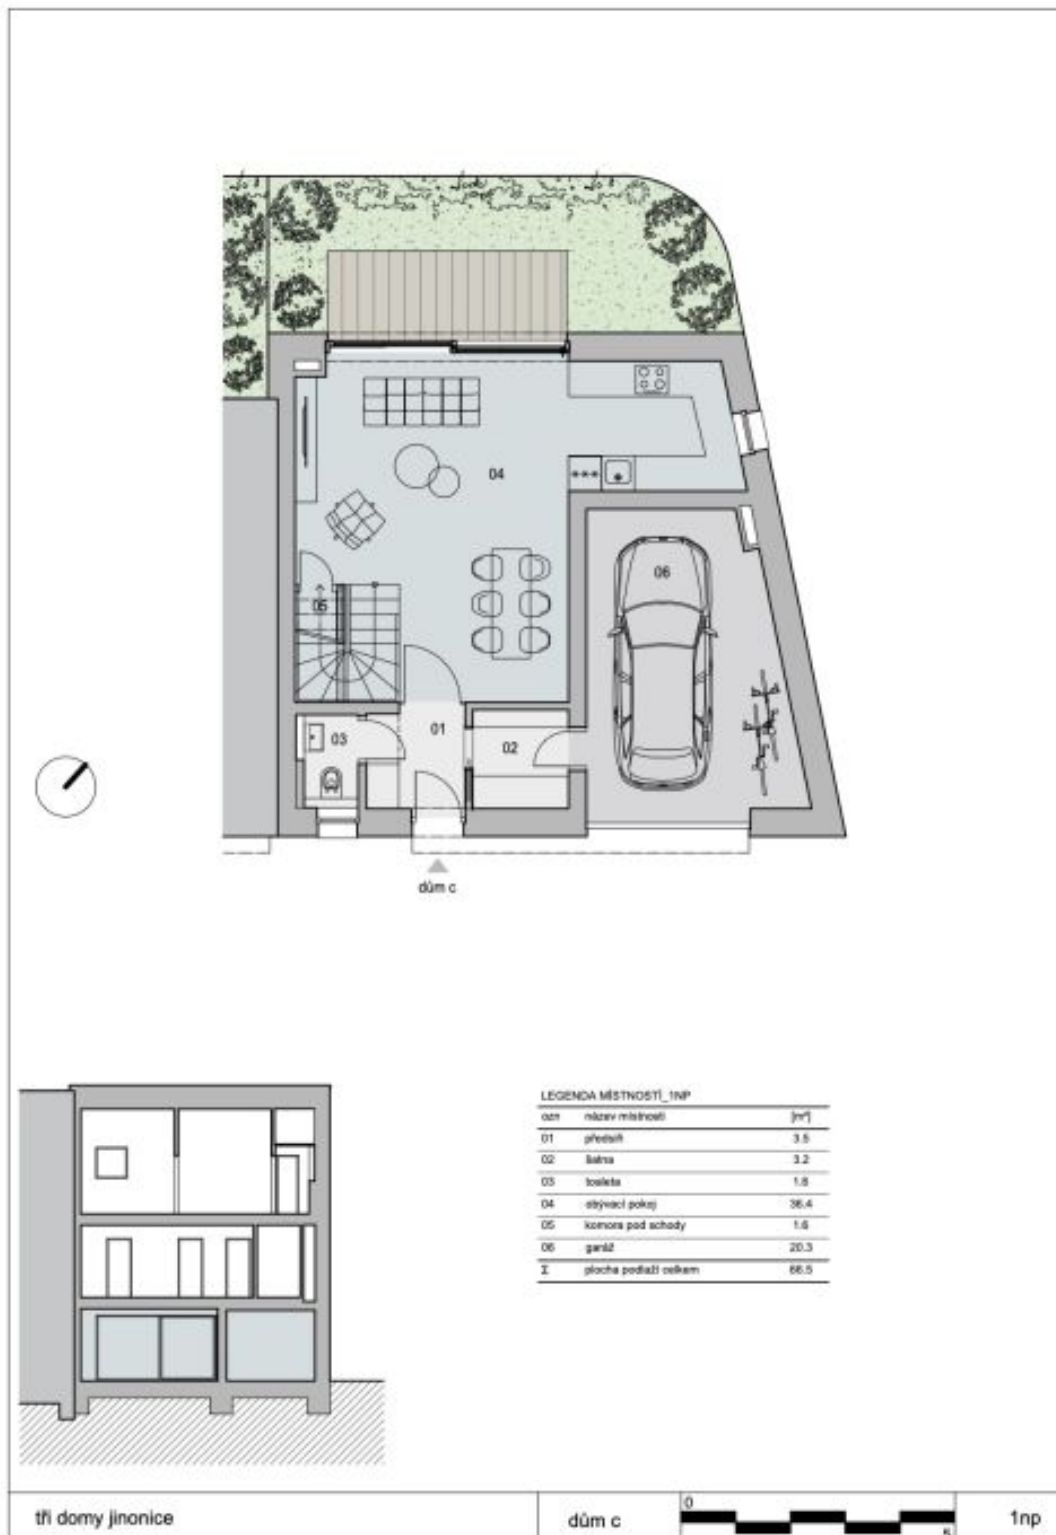 04
06
05
01
03
02
dům c
LEGENDA MÍSTNOSTÍ_1NP
ozn název místnosti [m²]
01 předsíň 3.5
02 šatna 3.2
03 toaleta 1.6
04 obývací pokoj 36.4
05 komora pod schody 1.6
06 garáž 20.3
Σ plocha podlaží celkem 66.5
tři domy jinonice
dům c
0
5
1np